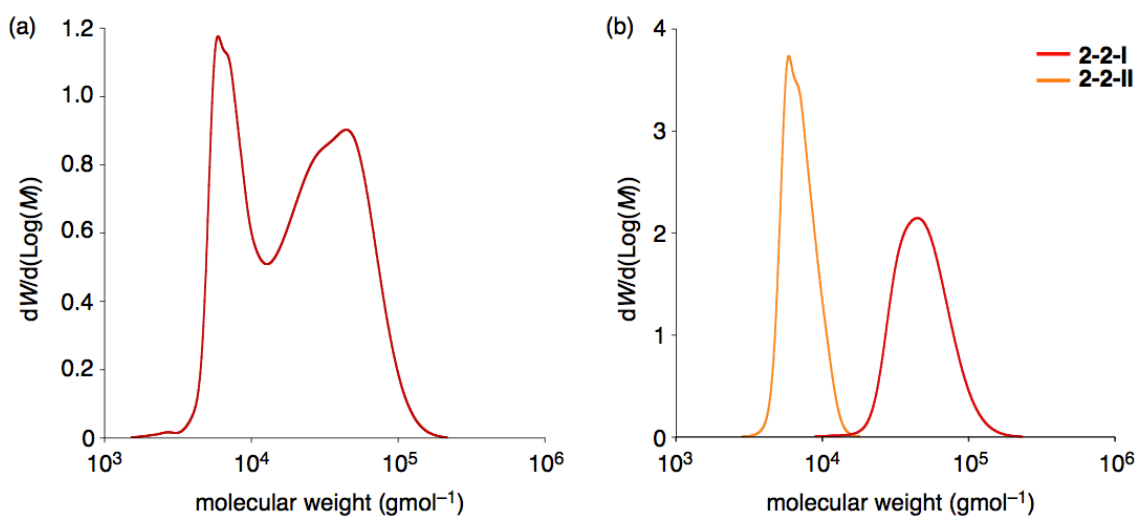 (a)
1.2
1.0
0.8
0.6
0.4
0.2
0
dW/d(Log(M))
10³
10⁴
10⁵
10⁶
molecular weight (gmol⁻¹)
(b)
4
3
2
1
0
dW/d(Log(M))
10³
10⁴
10⁵
10⁶
molecular weight (gmol⁻¹)
2-2-I
2-2-II